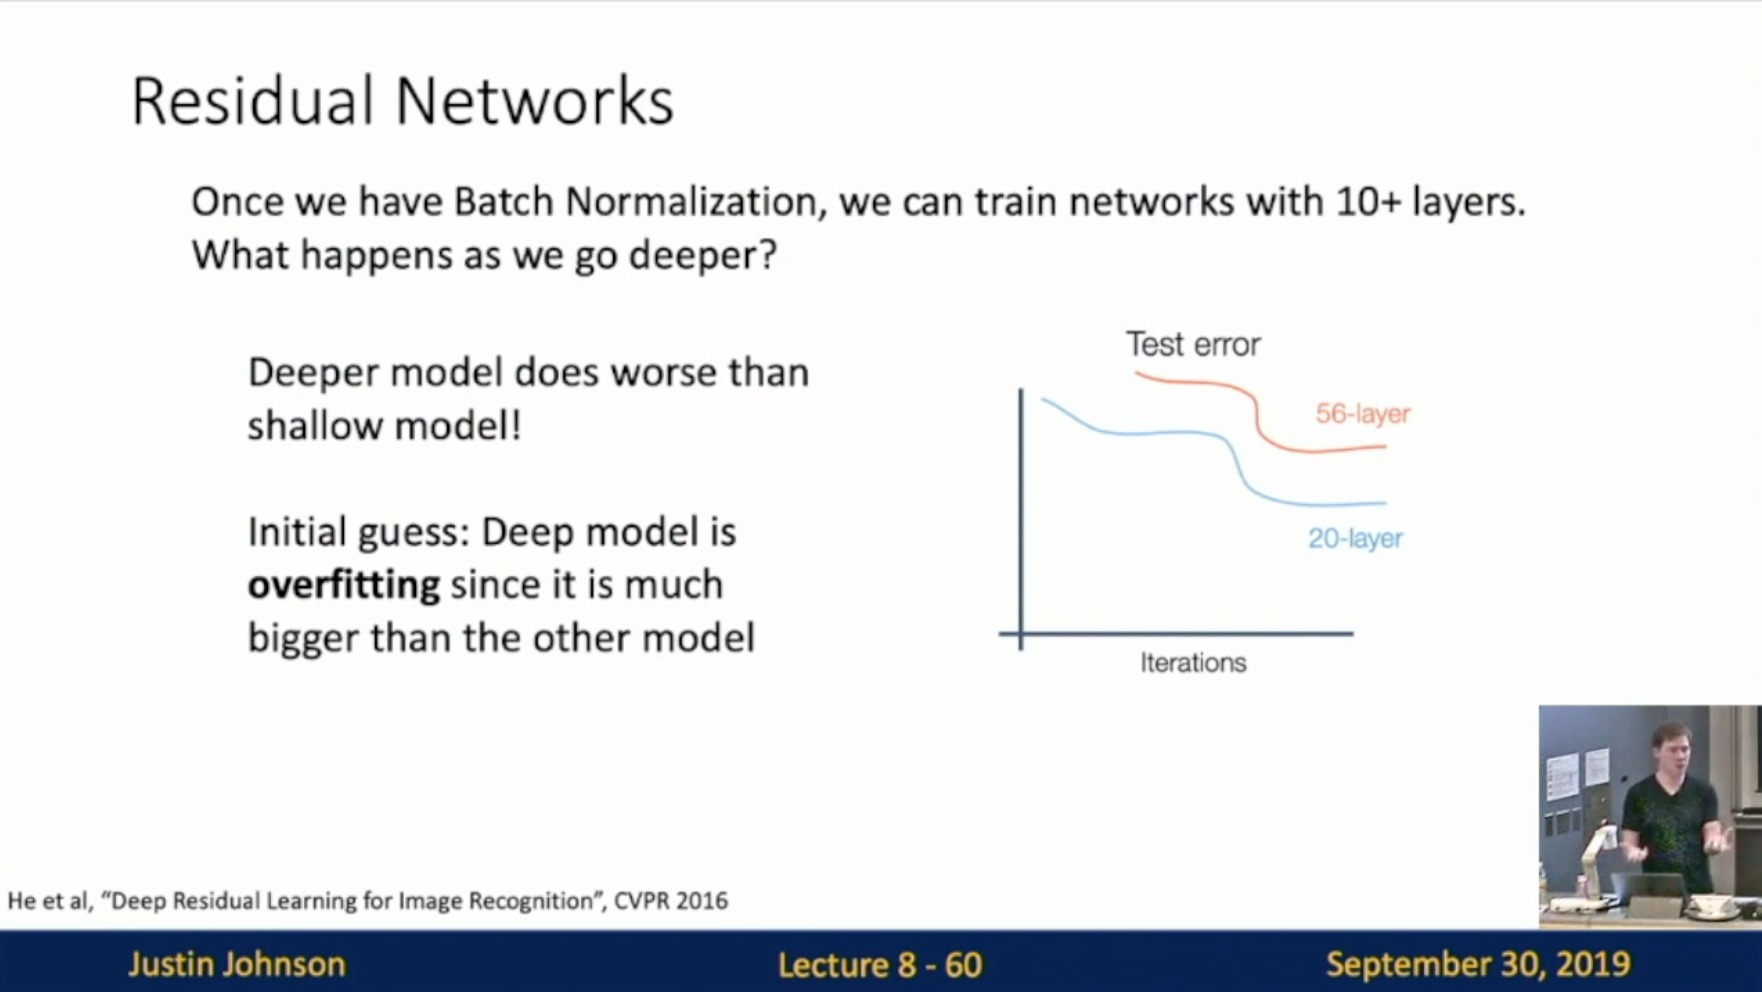 Residual Networks
Once we have Batch Normalization, we can train networks with 10+ layers.
What happens as we go deeper?
Deeper model does worse than
shallow model!
Initial guess: Deep model is
overfitting since it is much
bigger than the other model
Test error
56-layer
20-layer
Iterations
He et al, “Deep Residual Learning for Image Recognition”, CVPR 2016
Justin Johnson
Lecture 8 - 60
September 30, 2019